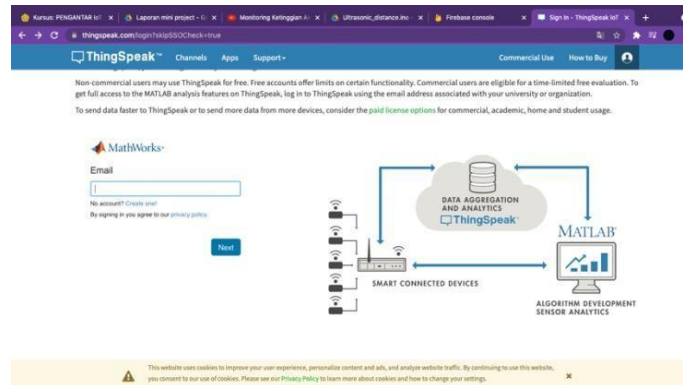 Kursus: PENGANTAR IoT
Laporan mini project - G
Monitoring Ketinggian A
Ultrasonic_distance.ino -
Firebase console
Sign In - ThingSpeak IoT
thingspeak.com/login?skipSSOCheck=true
ThingSpeak™ Channels Apps Support Commercial Use How to Buy
Non-commercial users may use ThingSpeak for free. Free accounts offer limits on certain functionality. Commercial users are eligible for a time-limited free evaluation. To
get full access to the MATLAB analysis features on ThingSpeak, log in to ThingSpeak using the email address associated with your university or organization.
To send data faster to ThingSpeak or to send more data from more devices, consider the paid license options for commercial, academic, home and student usage.
MathWorks®
Email
No account? Create one!
By signing in you agree to our privacy policy.
Next
DATA AGGREGATION
AND ANALYTICS
ThingSpeak
MATLAB
SMART CONNECTED DEVICES
ALGORITHM DEVELOPMENT
SENSOR ANALYTICS
This website uses cookies to improve your user experience, personalize content and ads, and analyze website traffic. By continuing to use this website,
you consent to our use of cookies. Please see our Privacy Policy to learn more about cookies and how to change your settings.